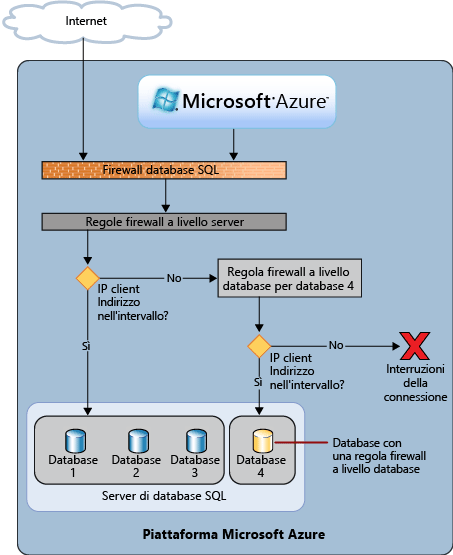 Internet
Microsoft Azure
Firewall database SQL
Regole firewall a livello server
IP client
Indirizzo
nell'intervallo?
No
Regola firewall a livello
database per database 4
Sì
IP client
Indirizzo
nell'intervallo?
No
Interruzioni
della
connessione
Sì
Database
1
Database
2
Database
3
Database
4
Database con
una regola firewall
a livello database
Server di database SQL
Piattaforma Microsoft Azure